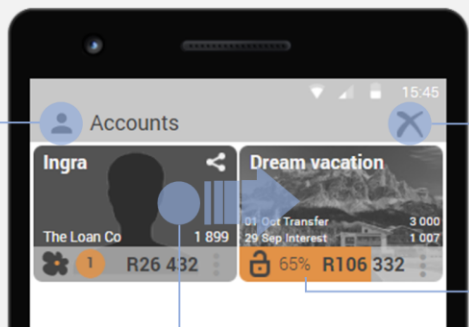 15:45
Accounts
Ingra
Dream vacation
01 Oct Transfer 3 000
29 Sep Interest 1 007
The Loan Co 1 899
1 R26 432
65% R106 332